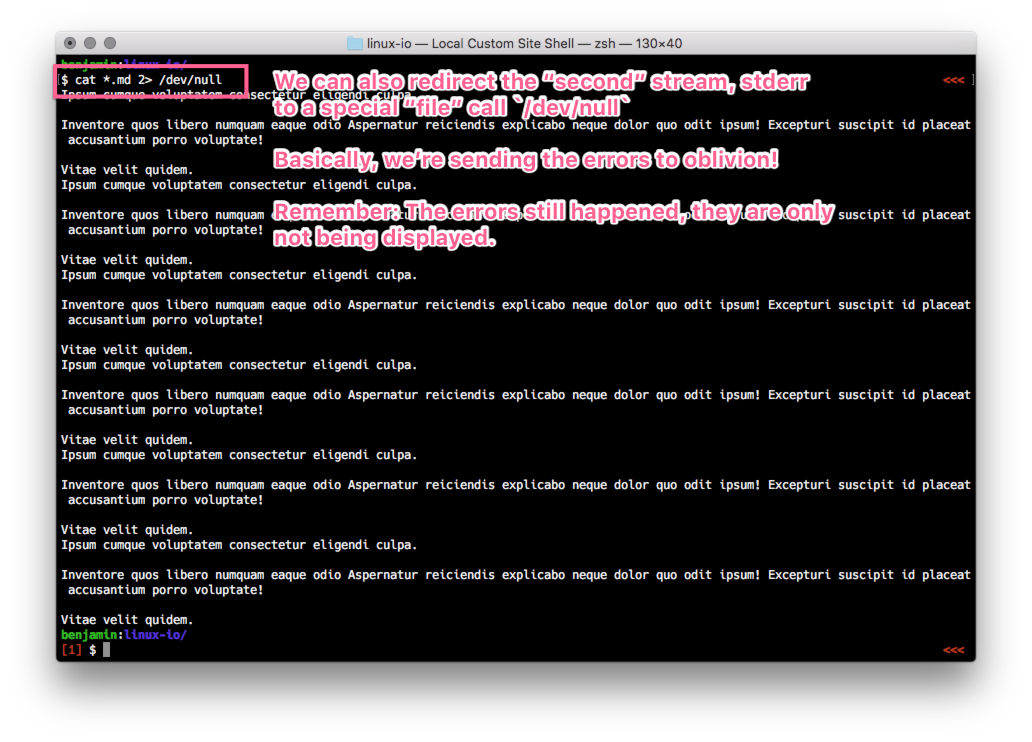 linux-io — Local Custom Site Shell — zsh — 130×40
benjamin:linux-io/
[$ cat *.md 2> /dev/null <<< ]
We can also redirect the “second” stream, stderr
to a special “file” call `/dev/null`
Ipsum cumque voluptatem consectetur eligendi culpa.
Inventore quos libero numquam eaque odio Aspernatur reiciendis explicabo neque dolor quo odit ipsum! Excepturi suscipit id placeat
accusantium porro voluptate!
Basically, we’re sending the errors to oblivion!
Vitae velit quidem.
Ipsum cumque voluptatem consectetur eligendi culpa.
Remember: The errors still happened, they are only
not being displayed.
Inventore quos libero numquam eaque odio suscipit id placeat
accusantium porro voluptate!
Vitae velit quidem.
Ipsum cumque voluptatem consectetur eligendi culpa.
Inventore quos libero numquam eaque odio Aspernatur reiciendis explicabo neque dolor quo odit ipsum! Excepturi suscipit id placeat
accusantium porro voluptate!
Vitae velit quidem.
Ipsum cumque voluptatem consectetur eligendi culpa.
Inventore quos libero numquam eaque odio Aspernatur reiciendis explicabo neque dolor quo odit ipsum! Excepturi suscipit id placeat
accusantium porro voluptate!
Vitae velit quidem.
Ipsum cumque voluptatem consectetur eligendi culpa.
Inventore quos libero numquam eaque odio Aspernatur reiciendis explicabo neque dolor quo odit ipsum! Excepturi suscipit id placeat
accusantium porro voluptate!
Vitae velit quidem.
Ipsum cumque voluptatem consectetur eligendi culpa.
Inventore quos libero numquam eaque odio Aspernatur reiciendis explicabo neque dolor quo odit ipsum! Excepturi suscipit id placeat
accusantium porro voluptate!
Vitae velit quidem.
benjamin:linux-io/
[1] $ <<<